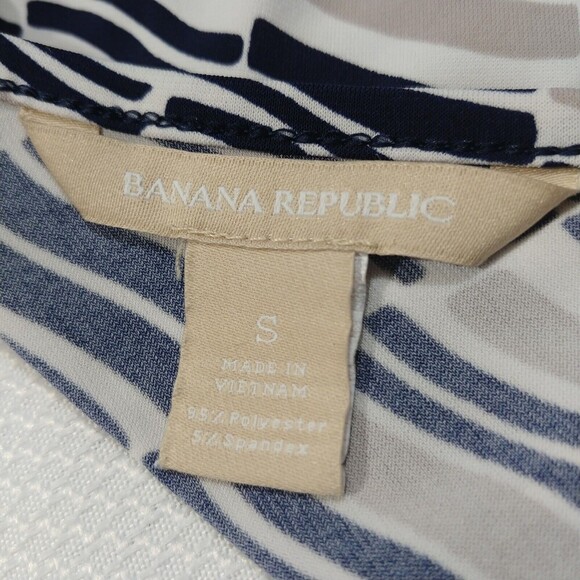 BANANA REPUBLIC
S
MADE IN
VIETNAM
95% Polyester
5% Spandex